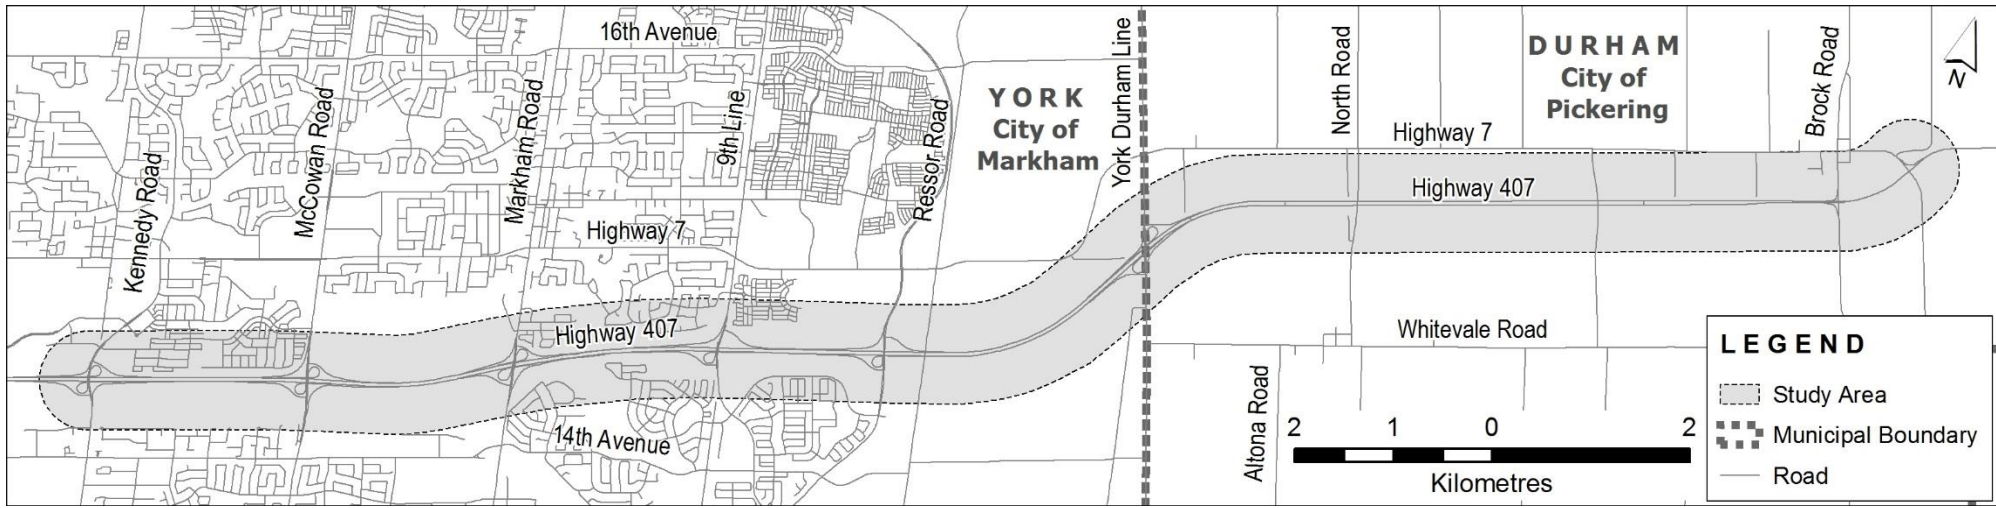 16th Avenue
Kennedy Road
McCowan Road
Markham Road
9th Line
Ressor Road
YORK
City of
Markham
York Durham Line
North Road
DURHAM
City of
Pickering
Brock Road
N
Highway 7
Highway 407
Highway 7
Highway 407
14th Avenue
Whitevale Road
Altona Road
2 1 0 2
Kilometres
LEGEND
Study Area
Municipal Boundary
Road